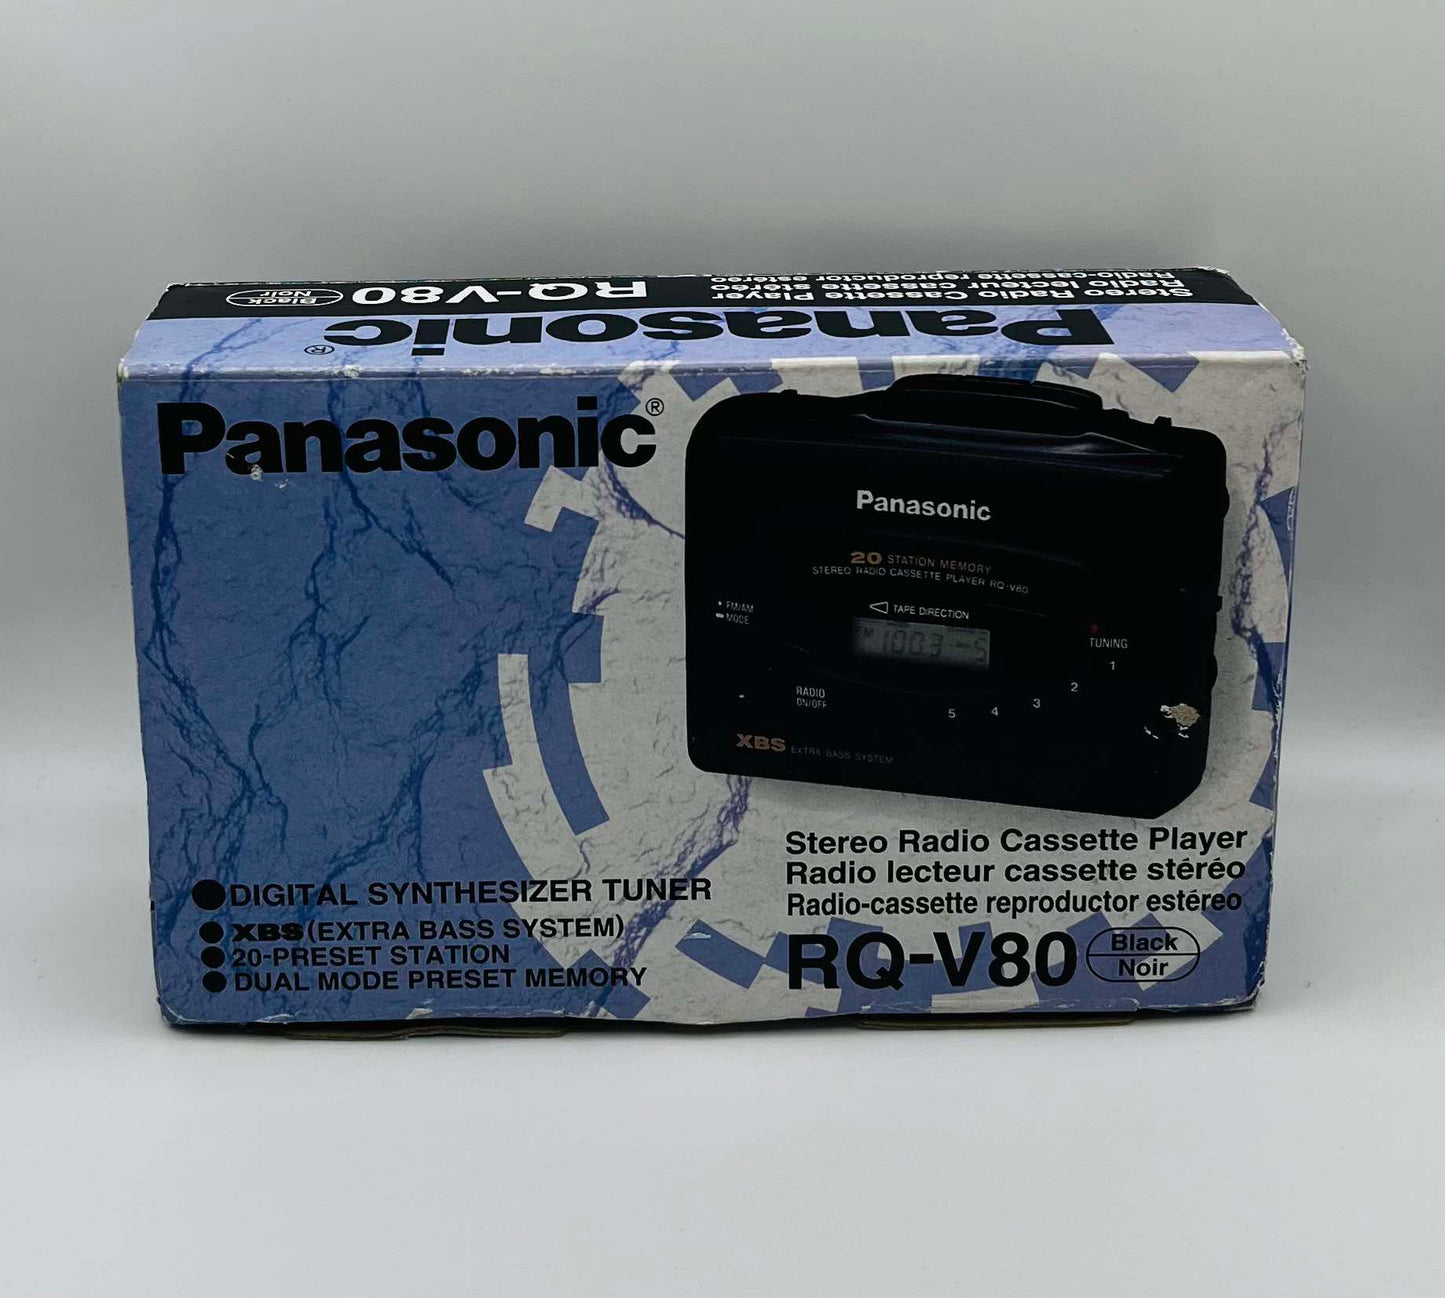 Stereo Radio Cassette Player
Radio lecteur cassette stéréo
Radio-cassette reproductor estéreo
RQ-V80
Black
Noir
Panasonic®
Panasonic®
Panasonic
20 STATION MEMORY
STEREO RADIO CASSETTE PLAYER RQ-V80
TAPE DIRECTION
FM/AM
MODE
100.3 5
TUNING
1
2
3
4
5
RADIO
ON/OFF
XBS EXTRA BASS SYSTEM
Stereo Radio Cassette Player
Radio lecteur cassette stéréo
Radio-cassette reproductor estéreo
RQ-V80
Black
Noir
●DIGITAL SYNTHESIZER TUNER
●XBS(EXTRA BASS SYSTEM)
●20-PRESET STATION
●DUAL MODE PRESET MEMORY